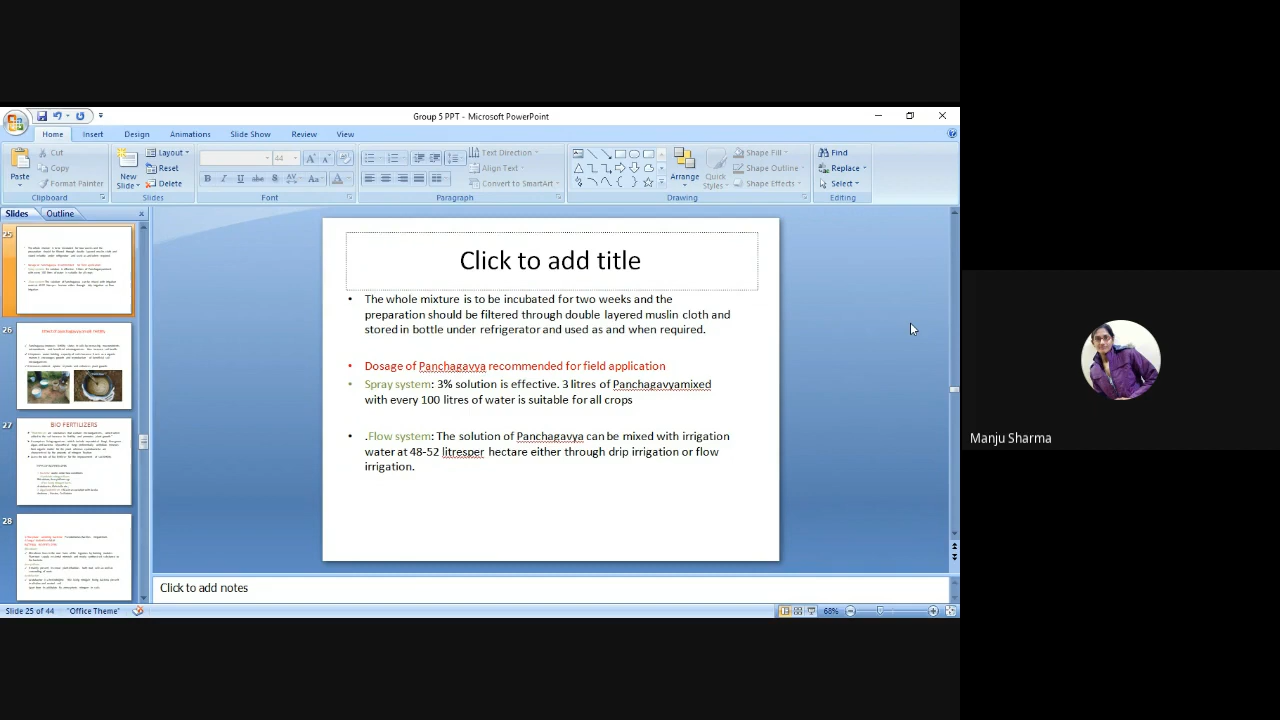 Group 5 PPT - Microsoft PowerPoint
Home Insert Design Animations Slide Show Review View
Paste
Cut
Copy
Format Painter
Clipboard
New Slide
Layout
Reset
Delete
Slides
44
Font
Paragraph
Text Direction
Align Text
Convert to SmartArt
Arrange
Quick Styles
Shape Fill
Shape Outline
Shape Effects
Drawing
Find
Replace
Select
Editing
Slides Outline
25
26
27
BIO FERTILIZERS
28
Click to add title
• The whole mixture is to be incubated for two weeks and the
preparation should be filtered through double layered muslin cloth and
stored in bottle under refrigeration and used as and when required.
• Dosage of Panchagavya recommended for field application
• Spray system: 3% solution is effective. 3 litres of Panchagavyamixed
with every 100 litres of water is suitable for all crops
• .Flow system: The solution of Panchagavya can be mixed with irrigation
water at 48-52 litres per hectare either through drip irrigation or flow
irrigation.
Click to add notes
Slide 25 of 44 "Office Theme" 68%
Manju Sharma